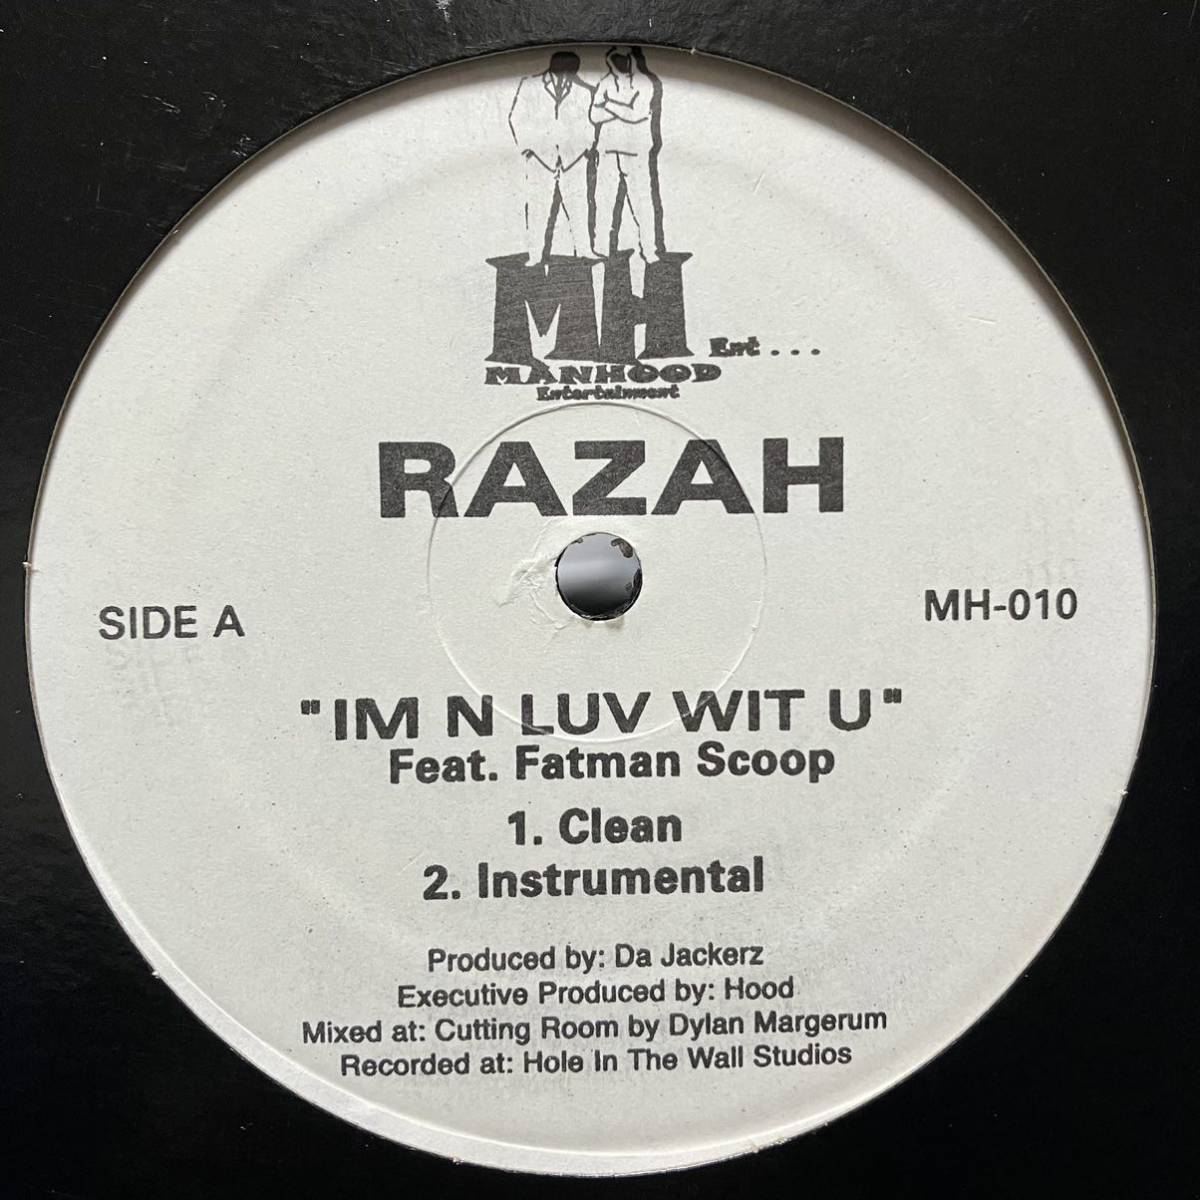 MH Ent...
MANHOOD
Entertainment
RAZAH
SIDE A
MH-010
"IM N LUV WIT U"
Feat. Fatman Scoop
1. Clean
2. Instrumental
Produced by: Da Jackerz
Executive Produced by: Hood
Mixed at: Cutting Room by Dylan Margerum
Recorded at: Hole In The Wall Studios